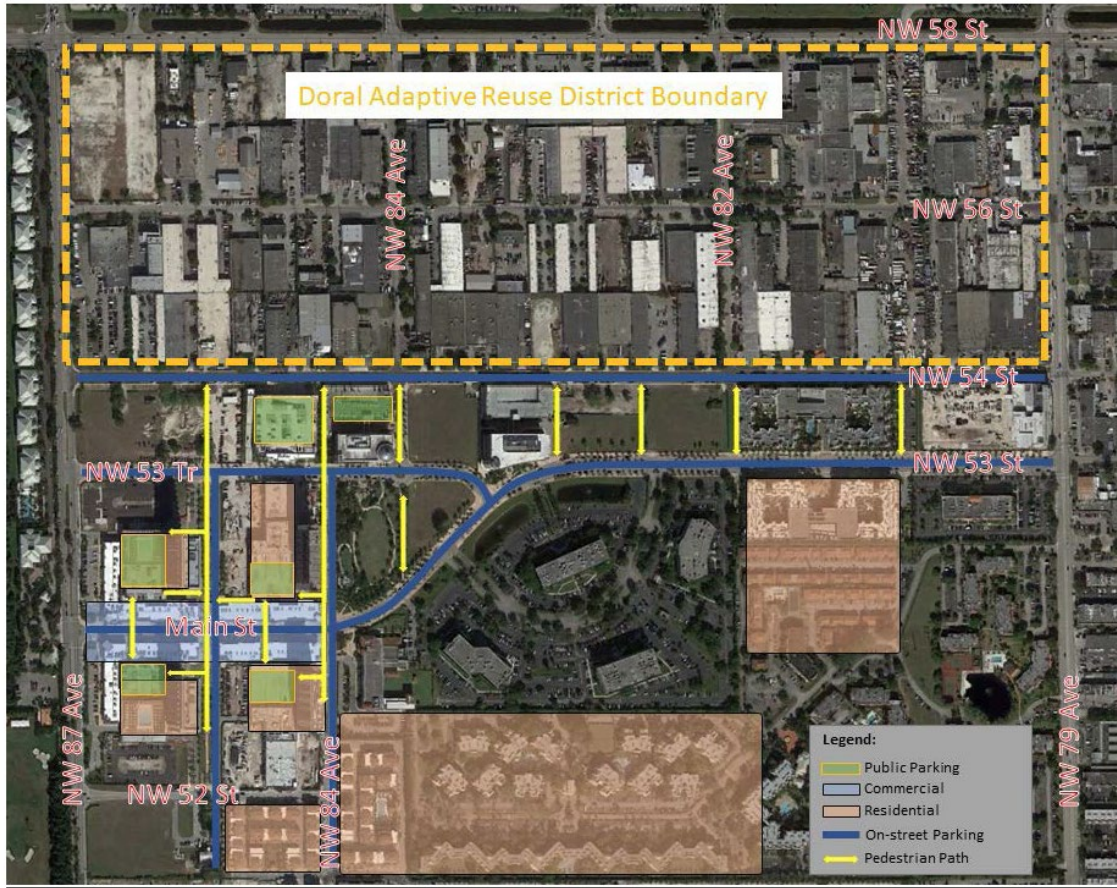 NW 58 St
Doral Adaptive Reuse District Boundary
NW 84 Ave
NW 82 Ave
NW 56 St
NW 54 St
NW 53 Tr
NW 53 St
Main St
NW 87 Ave
NW 52 St
NW 84 Ave
NW 79 Ave
Legend:
Public Parking
Commercial
Residential
On-street Parking
Pedestrian Path